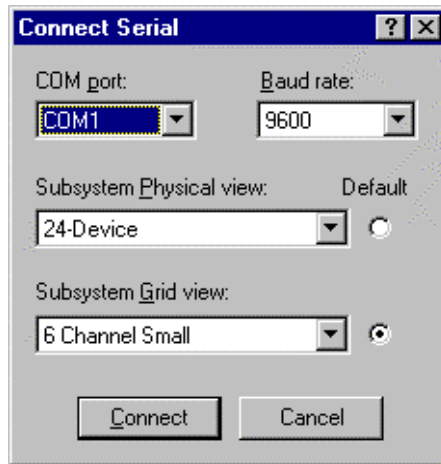 Connect Serial
COM port: Baud rate:
COM1 9600
Subsystem Physical view: Default
24-Device
Subsystem Grid view:
6 Channel Small
Connect Cancel